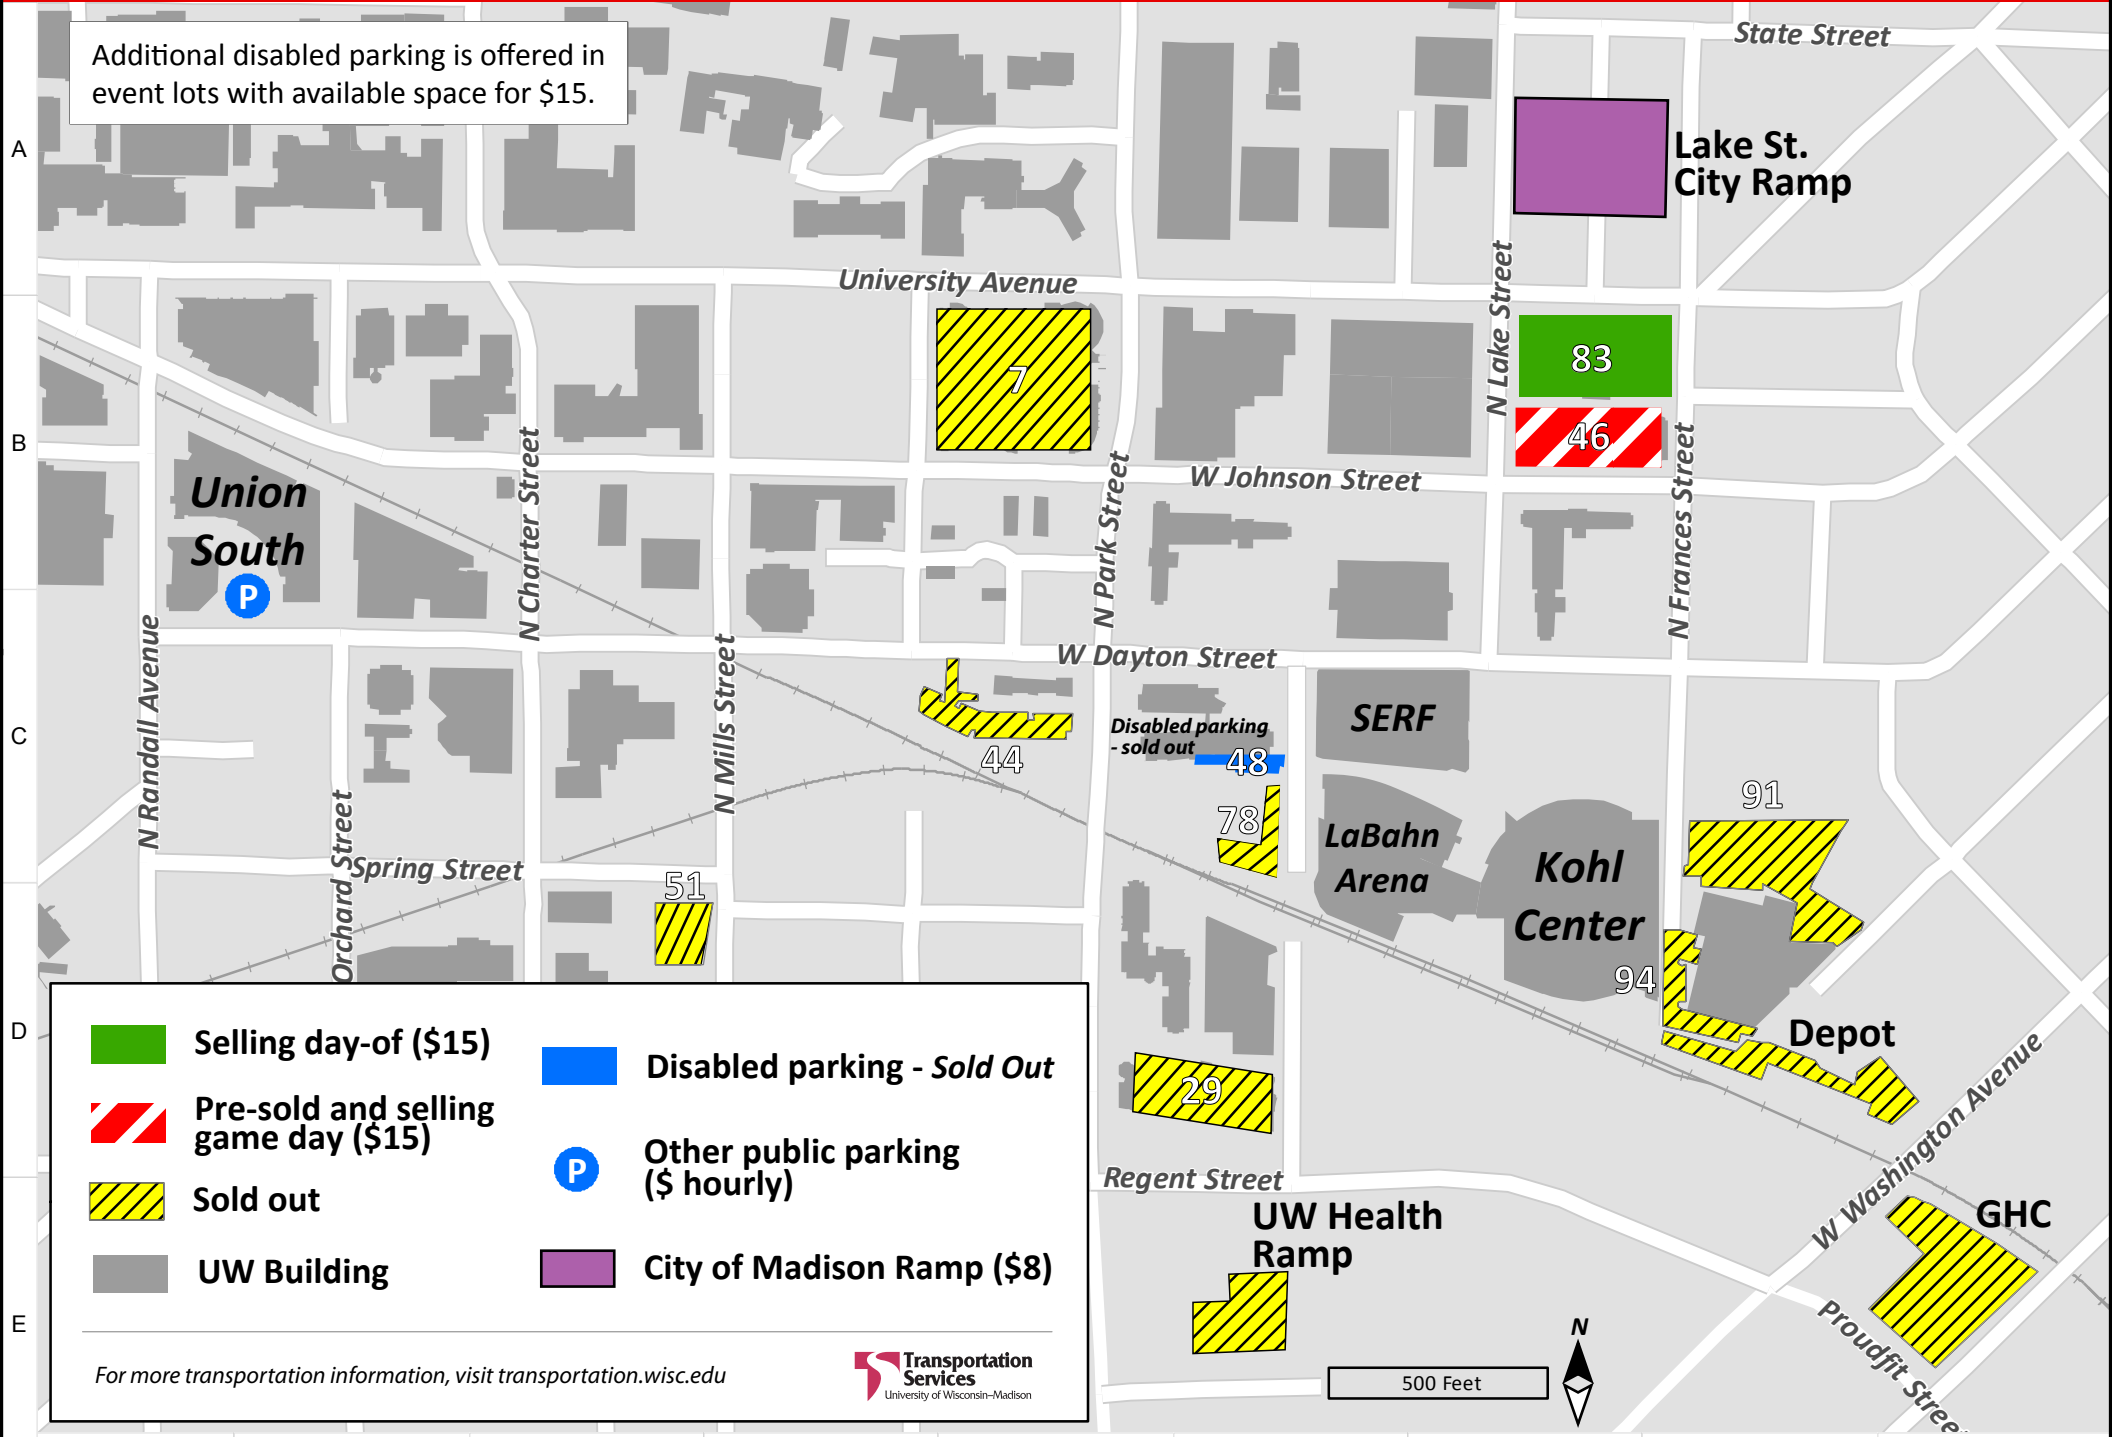 Additional disabled parking is offered in
event lots with available space for $15.
State Street
A
Lake St.
City Ramp
University Avenue
N Lake Street
83
7
46
B
N Frances Street
N Charter Street
N Park Street
W Johnson Street
Union
South
P
N Randall Avenue
N Mills Street
W Dayton Street
C
Disabled parking
- sold out
48
SERF
44
78
91
LaBahn
Arena
Kohl
Center
Orchard Street
Spring Street
51
94
D
Depot
29
W Washington Avenue
Regent Street
UW Health
Ramp
GHC
E
Proudfit Stree
N
500 Feet
Selling day-of ($15)
Pre-sold and selling
game day ($15)
Sold out
UW Building
Disabled parking - Sold Out
P
Other public parking
($ hourly)
City of Madison Ramp ($8)
For more transportation information, visit transportation.wisc.edu
Transportation
Services
University of Wisconsin–Madison